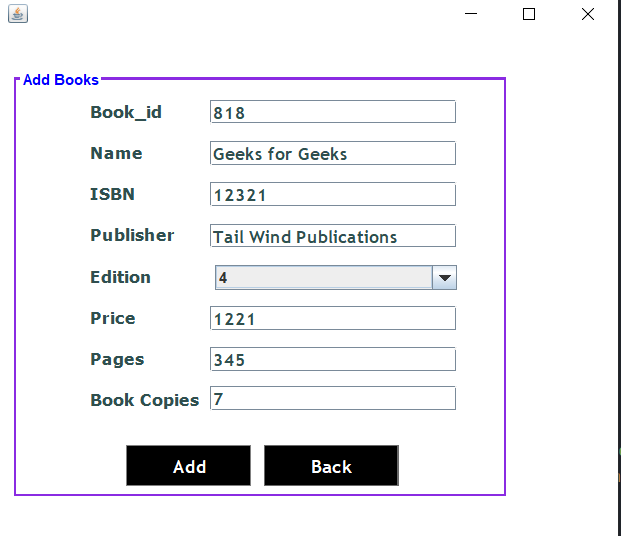 Add Books
Book_id 818
Name Geeks for Geeks
ISBN 12321
Publisher Tail Wind Publications
Edition 4
Price 1221
Pages 345
Book Copies 7
Add Back